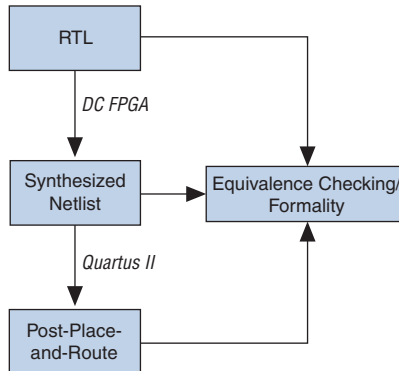 RTL
DC FPGA
Synthesized
Netlist
Equivalence Checking/
Formality
Quartus II
Post-Place-
and-Route